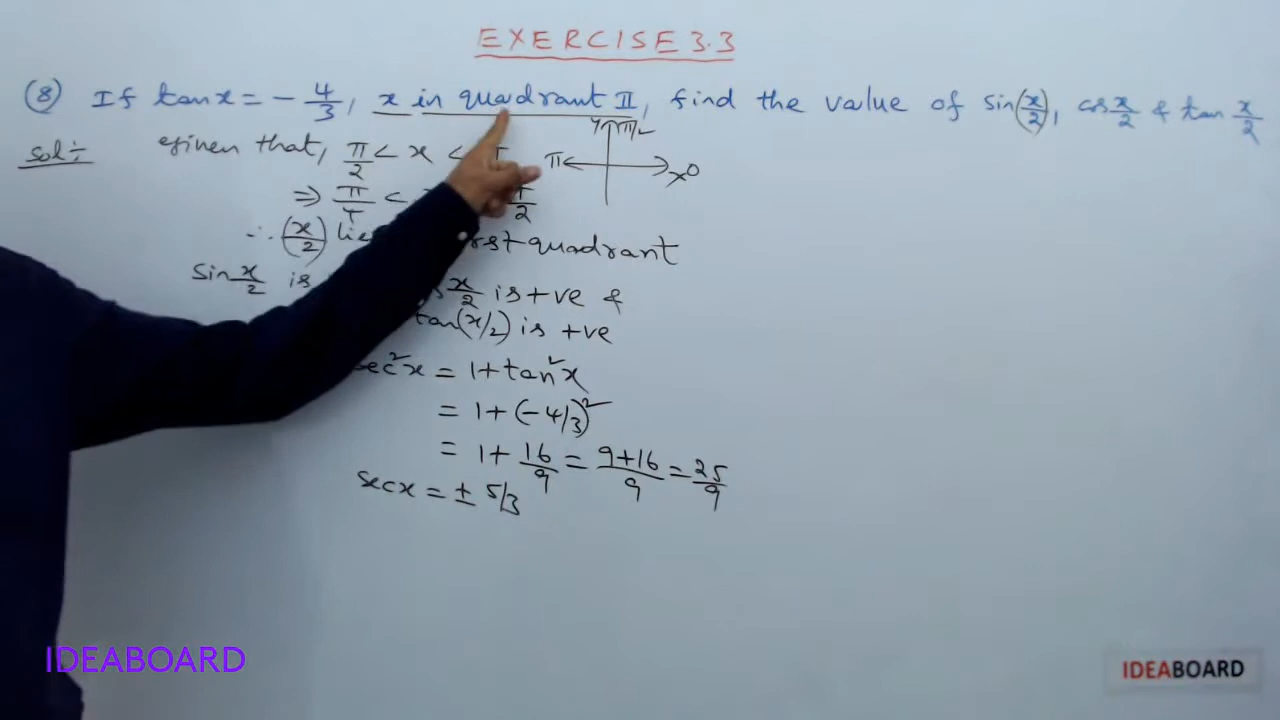 EXERCISE 3.3
(8) If tan x = - 4/3, x in quadrant II, find the value of sin(x/2), cos x/2 & tan x/2
Sol:- Given that, π/2 < x <
Y π/2
π X 0
⇒ π/4 < π/2
∴ (x/2) lies quadrant
Sin x/2 is x/2 is +ve &
tan(x/2) is +ve
sec²x = 1 + tan²x
= 1 + (-4/3)²
= 1 + 16/9 = 9+16/9 = 25/9
sec x = ± 5/3
IDEABOARD
IDEABOARD